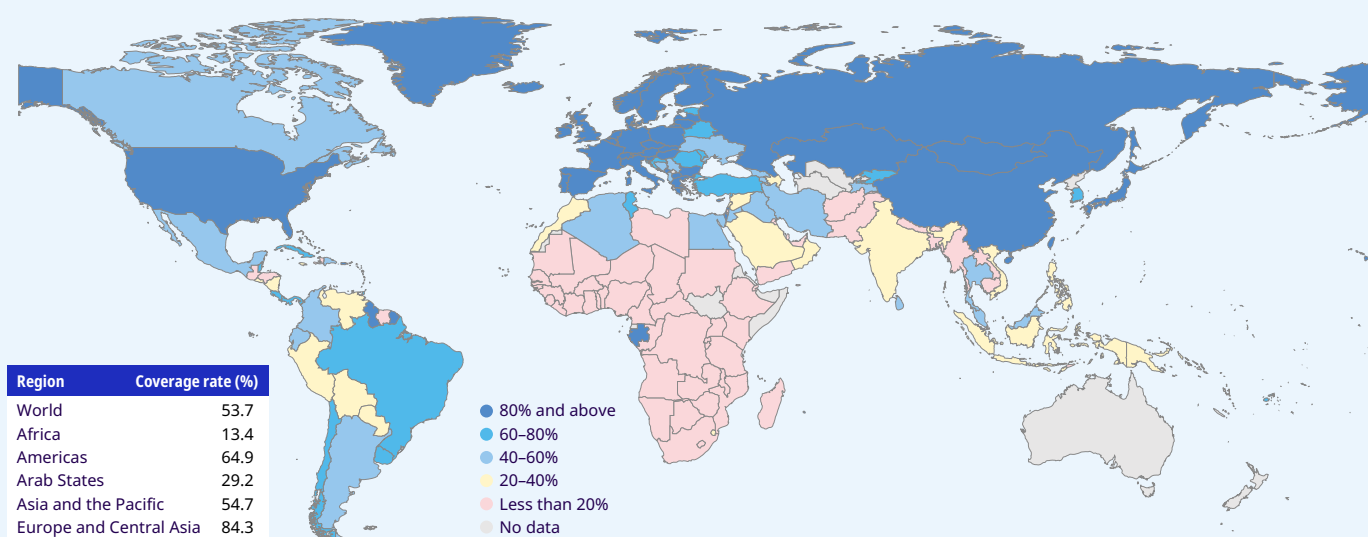 Region Coverage rate (%)
World 53.7
Africa 13.4
Americas 64.9
Arab States 29.2
Asia and the Pacific 54.7
Europe and Central Asia 84.3
80% and above
60–80%
40–60%
20–40%
Less than 20%
No data